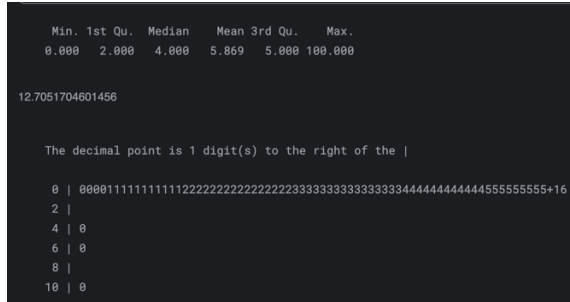 Min. 1st Qu. Median Mean 3rd Qu. Max.
0.000 2.000 4.000 5.869 5.000 100.000
12.7051704601456
The decimal point is 1 digit(s) to the right of the |
0 | 00001111111111122222222222222222333333333333333333444444444444555555555+16
2 |
4 | 0
6 | 0
8 |
10 | 0